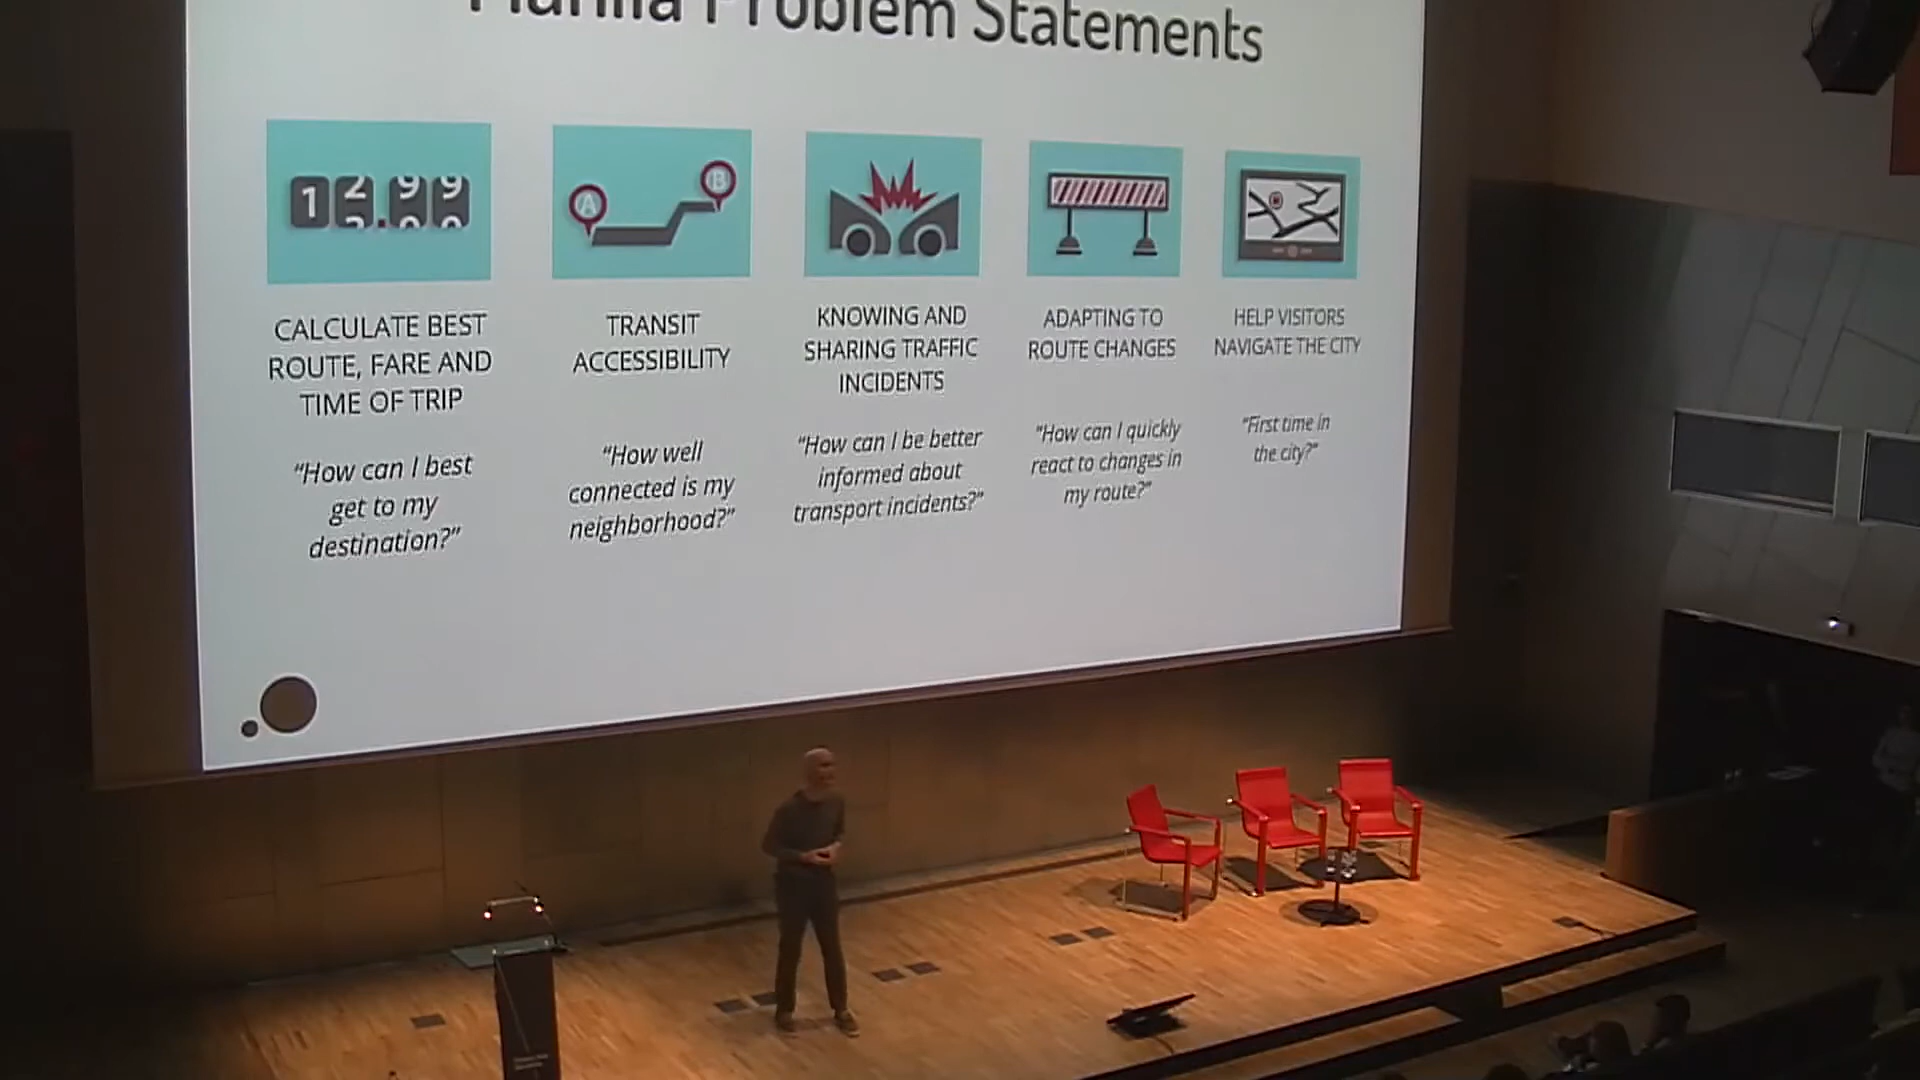 Manilla Problem Statements
CALCULATE BEST
ROUTE, FARE AND
TIME OF TRIP
"How can I best
get to my
destination?"
A
B
TRANSIT
ACCESSIBILITY
"How well
connected is my
neighborhood?"
KNOWING AND
SHARING TRAFFIC
INCIDENTS
"How can I be better
informed about
transport incidents?"
ADAPTING TO
ROUTE CHANGES
"How can I quickly
react to changes in
my route?"
HELP VISITORS
NAVIGATE THE CITY
"First time in
the city?"